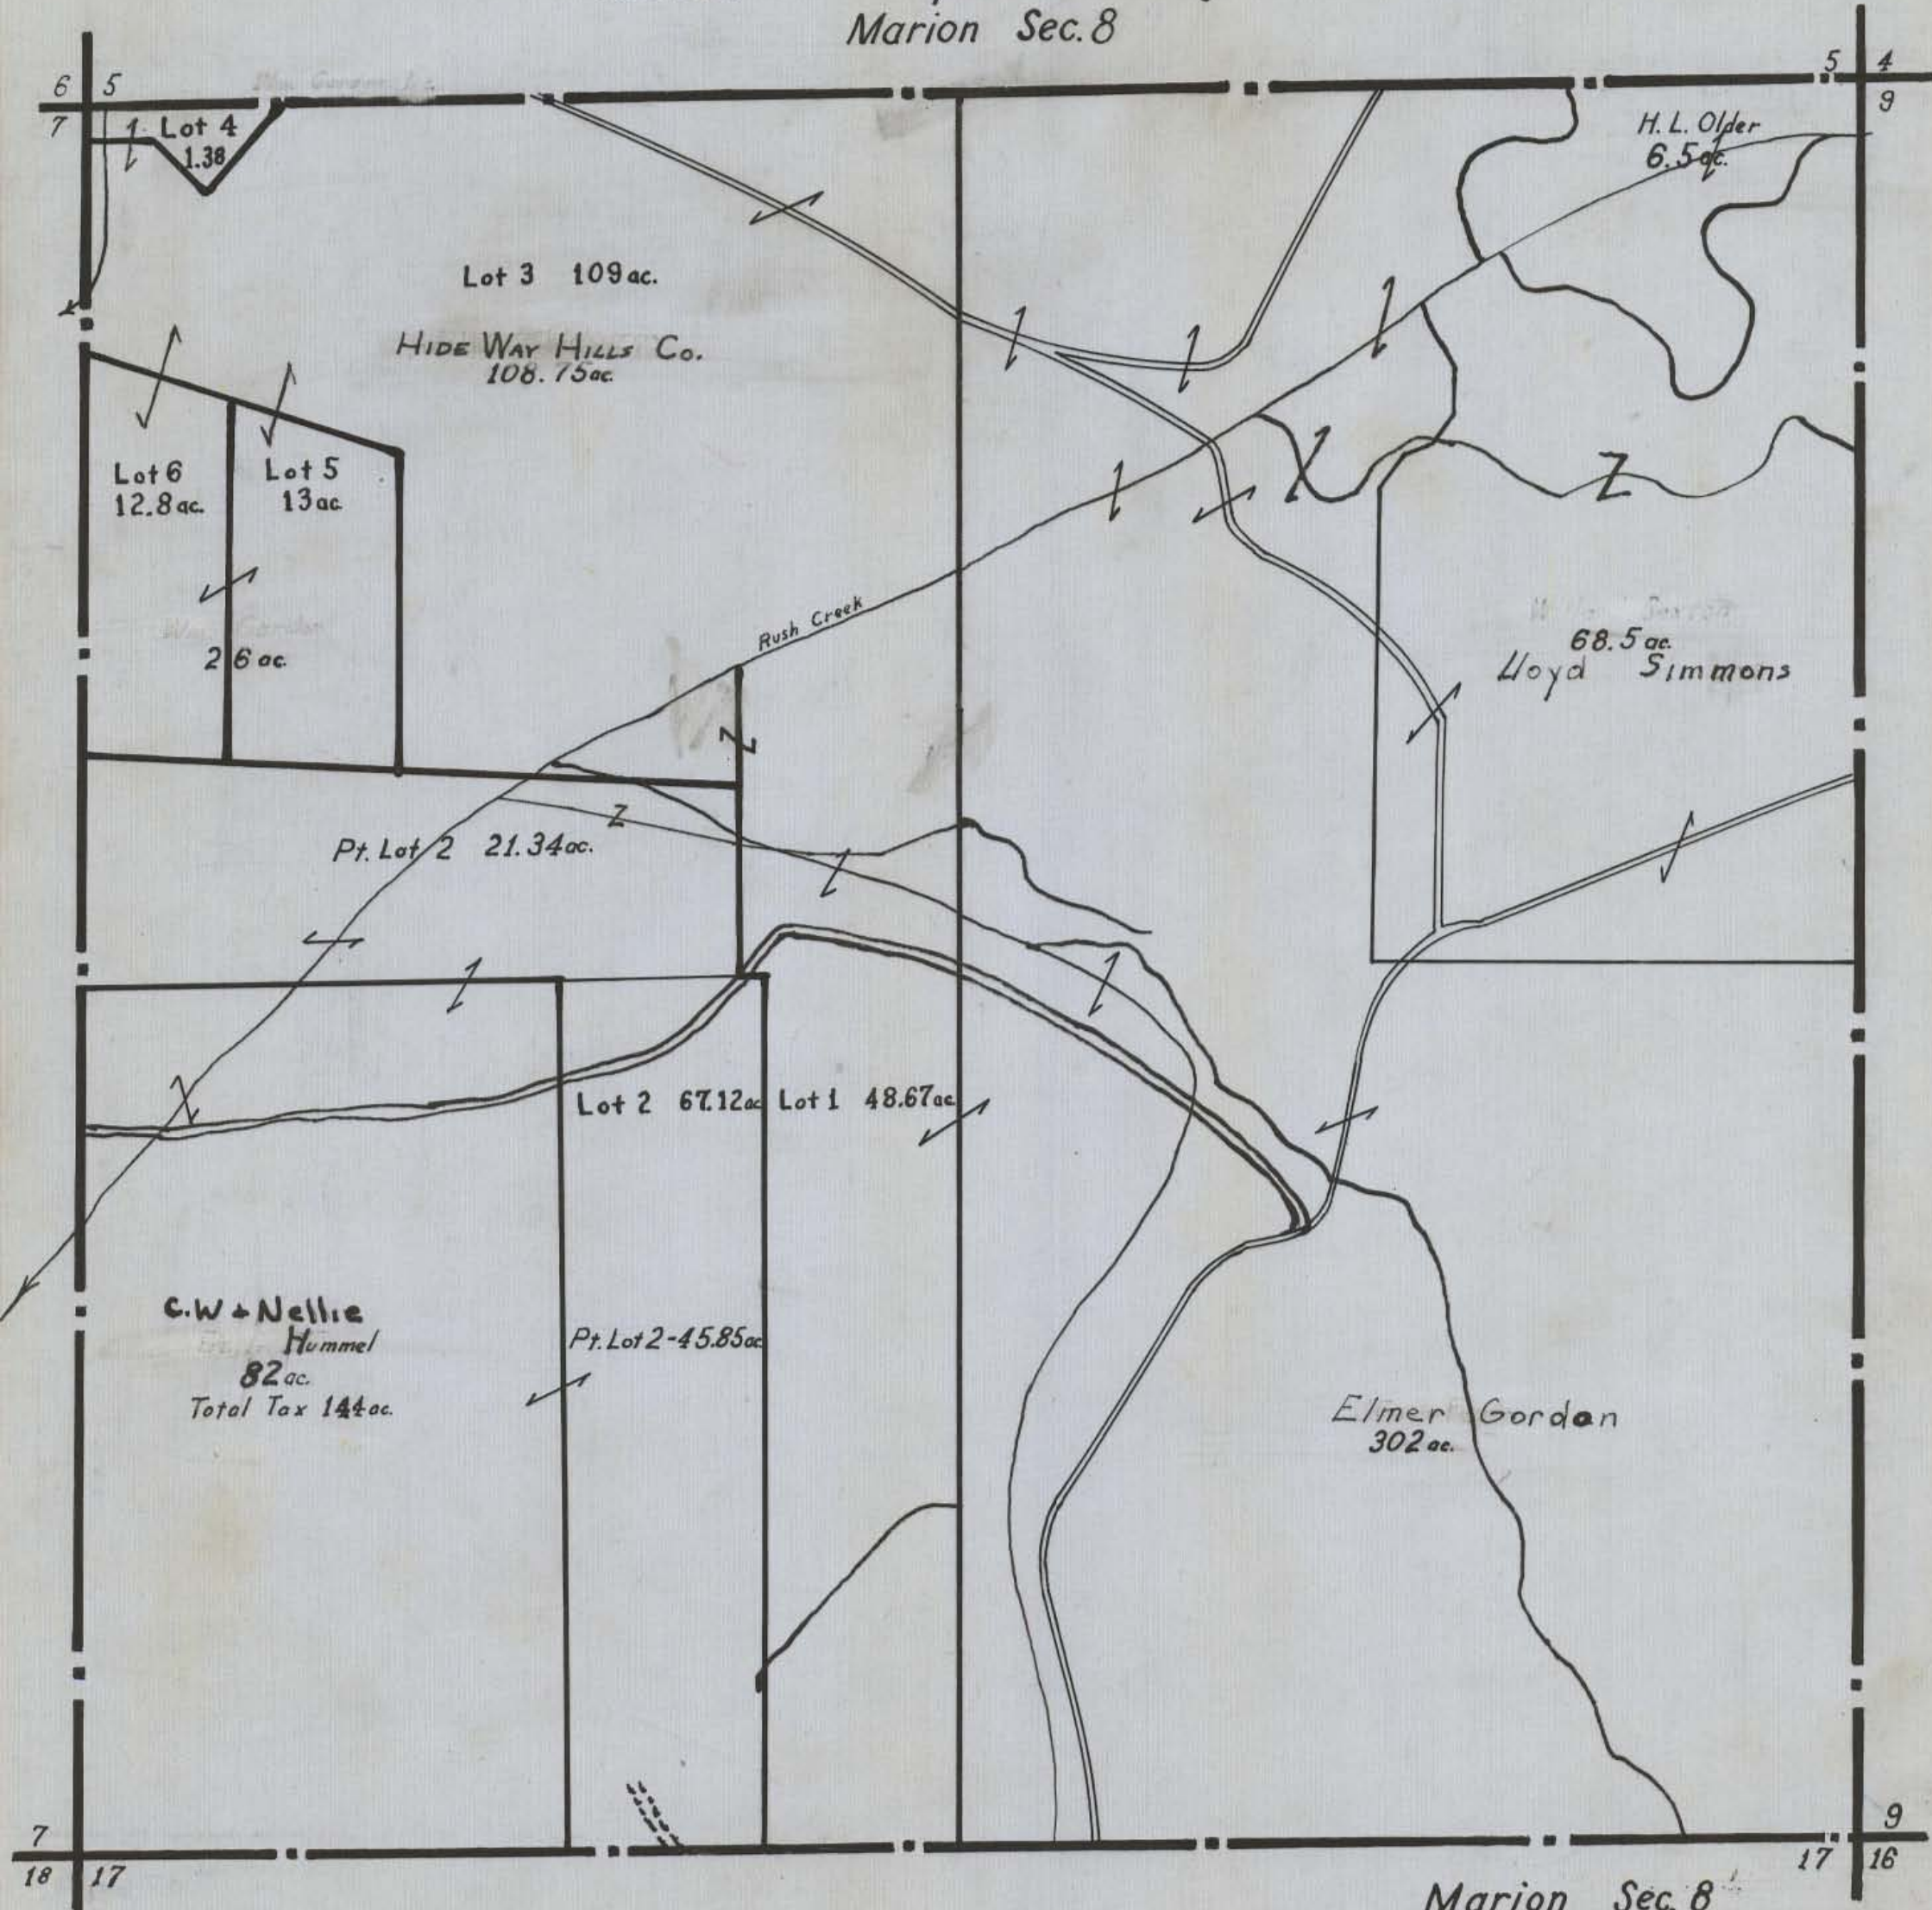 Marion Sec. 8
6 5
5 4
7
9
Lot 4
1.38
H. L. Older
6.5 ac.
Lot 3 109 ac.
HIDE WAY HILLS CO.
108.75 ac.
Lot 6
12.8 ac.
Lot 5
13 ac.
Rush Creek
26 ac.
68.5 ac.
Lloyd Simmons
Pt. Lot 2 21.34 ac.
Lot 2 67.12 ac.
Lot 1 48.67 ac.
C.W & Nellie
Hummel
82 ac.
Total Tax 144 ac.
Pt. Lot 2 - 45.85 ac.
Elmer Gordon
302 ac.
7
9
18 17
17 16
Marion Sec. 8